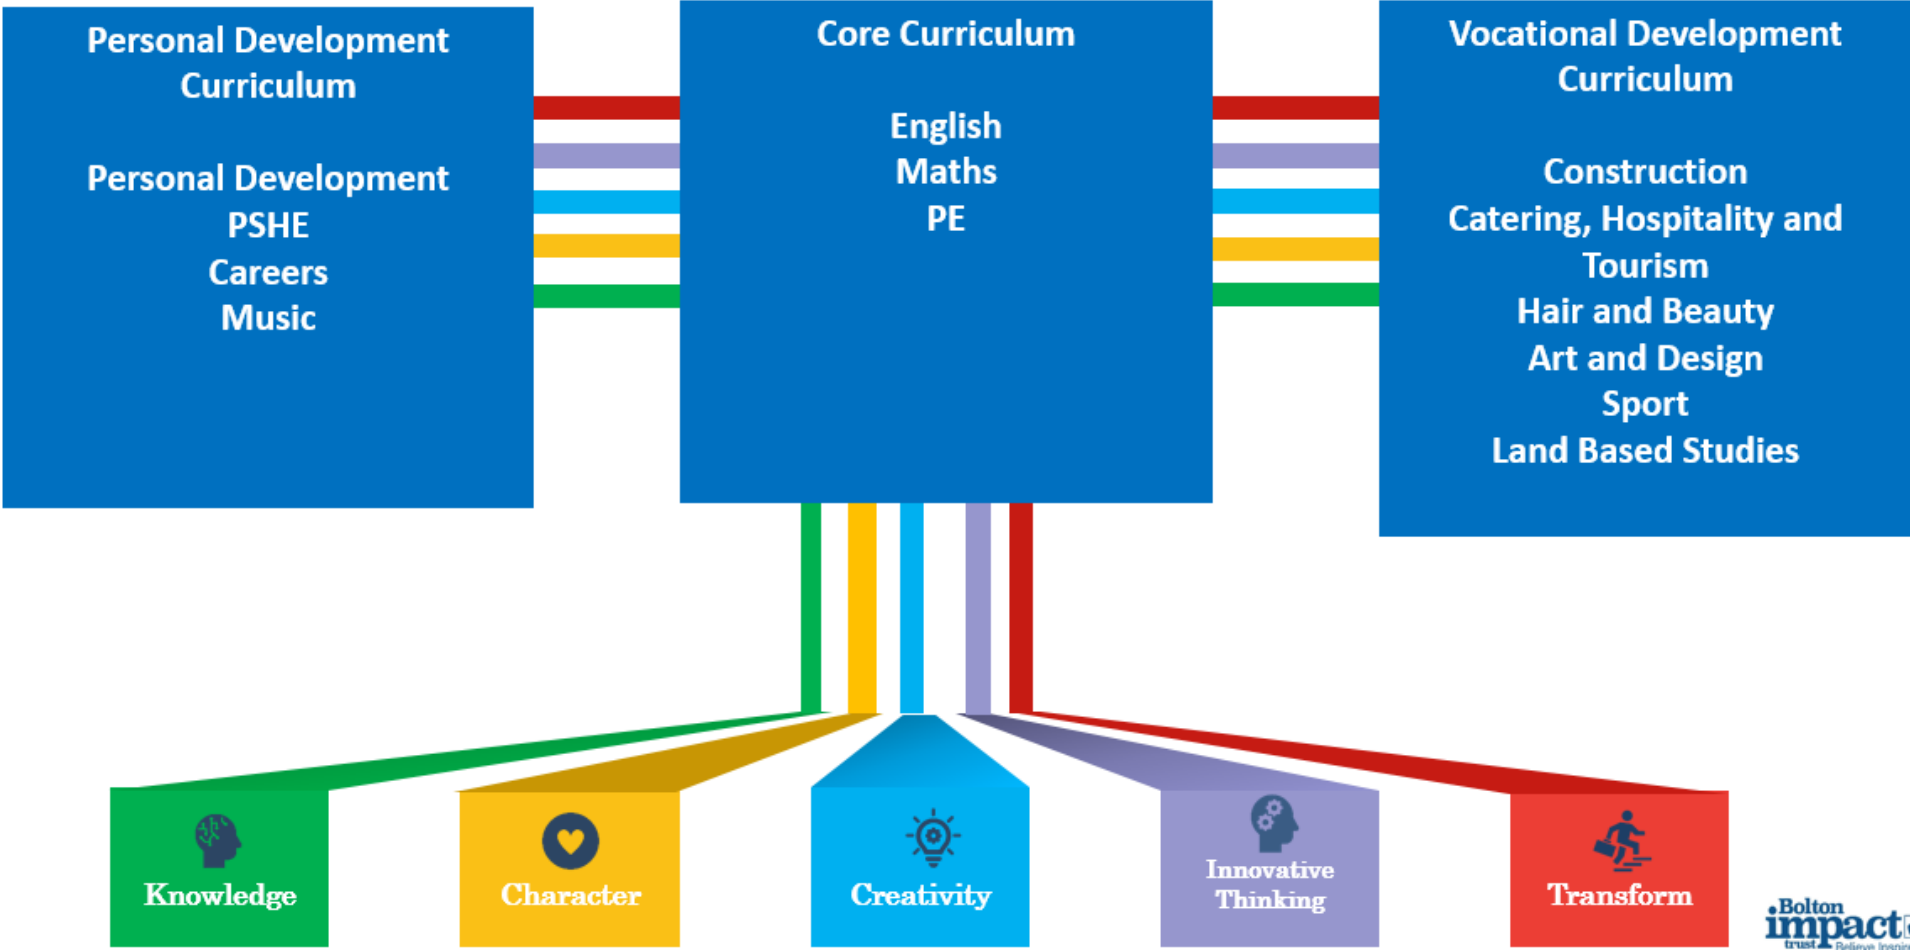 Personal Development
Curriculum
Personal Development
PSHE
Careers
Music
Core Curriculum
English
Maths
PE
Vocational Development
Curriculum
Construction
Catering, Hospitality and
Tourism
Hair and Beauty
Art and Design
Sport
Land Based Studies
Knowledge
Character
Creativity
Innovative
Thinking
Transform
Bolton
impact
trust Believe